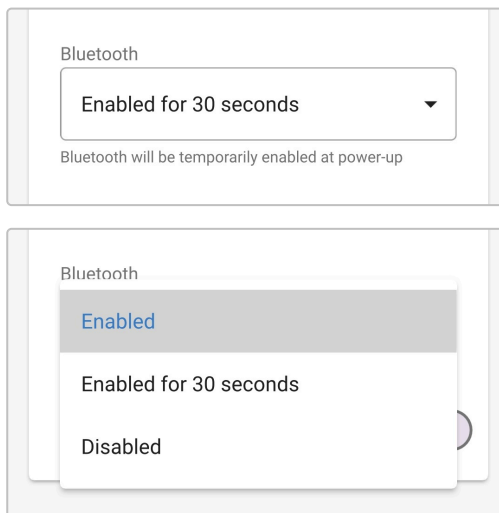 Bluetooth
Enabled for 30 seconds
Bluetooth will be temporarily enabled at power-up
Bluetooth
Enabled
Enabled for 30 seconds
Disabled